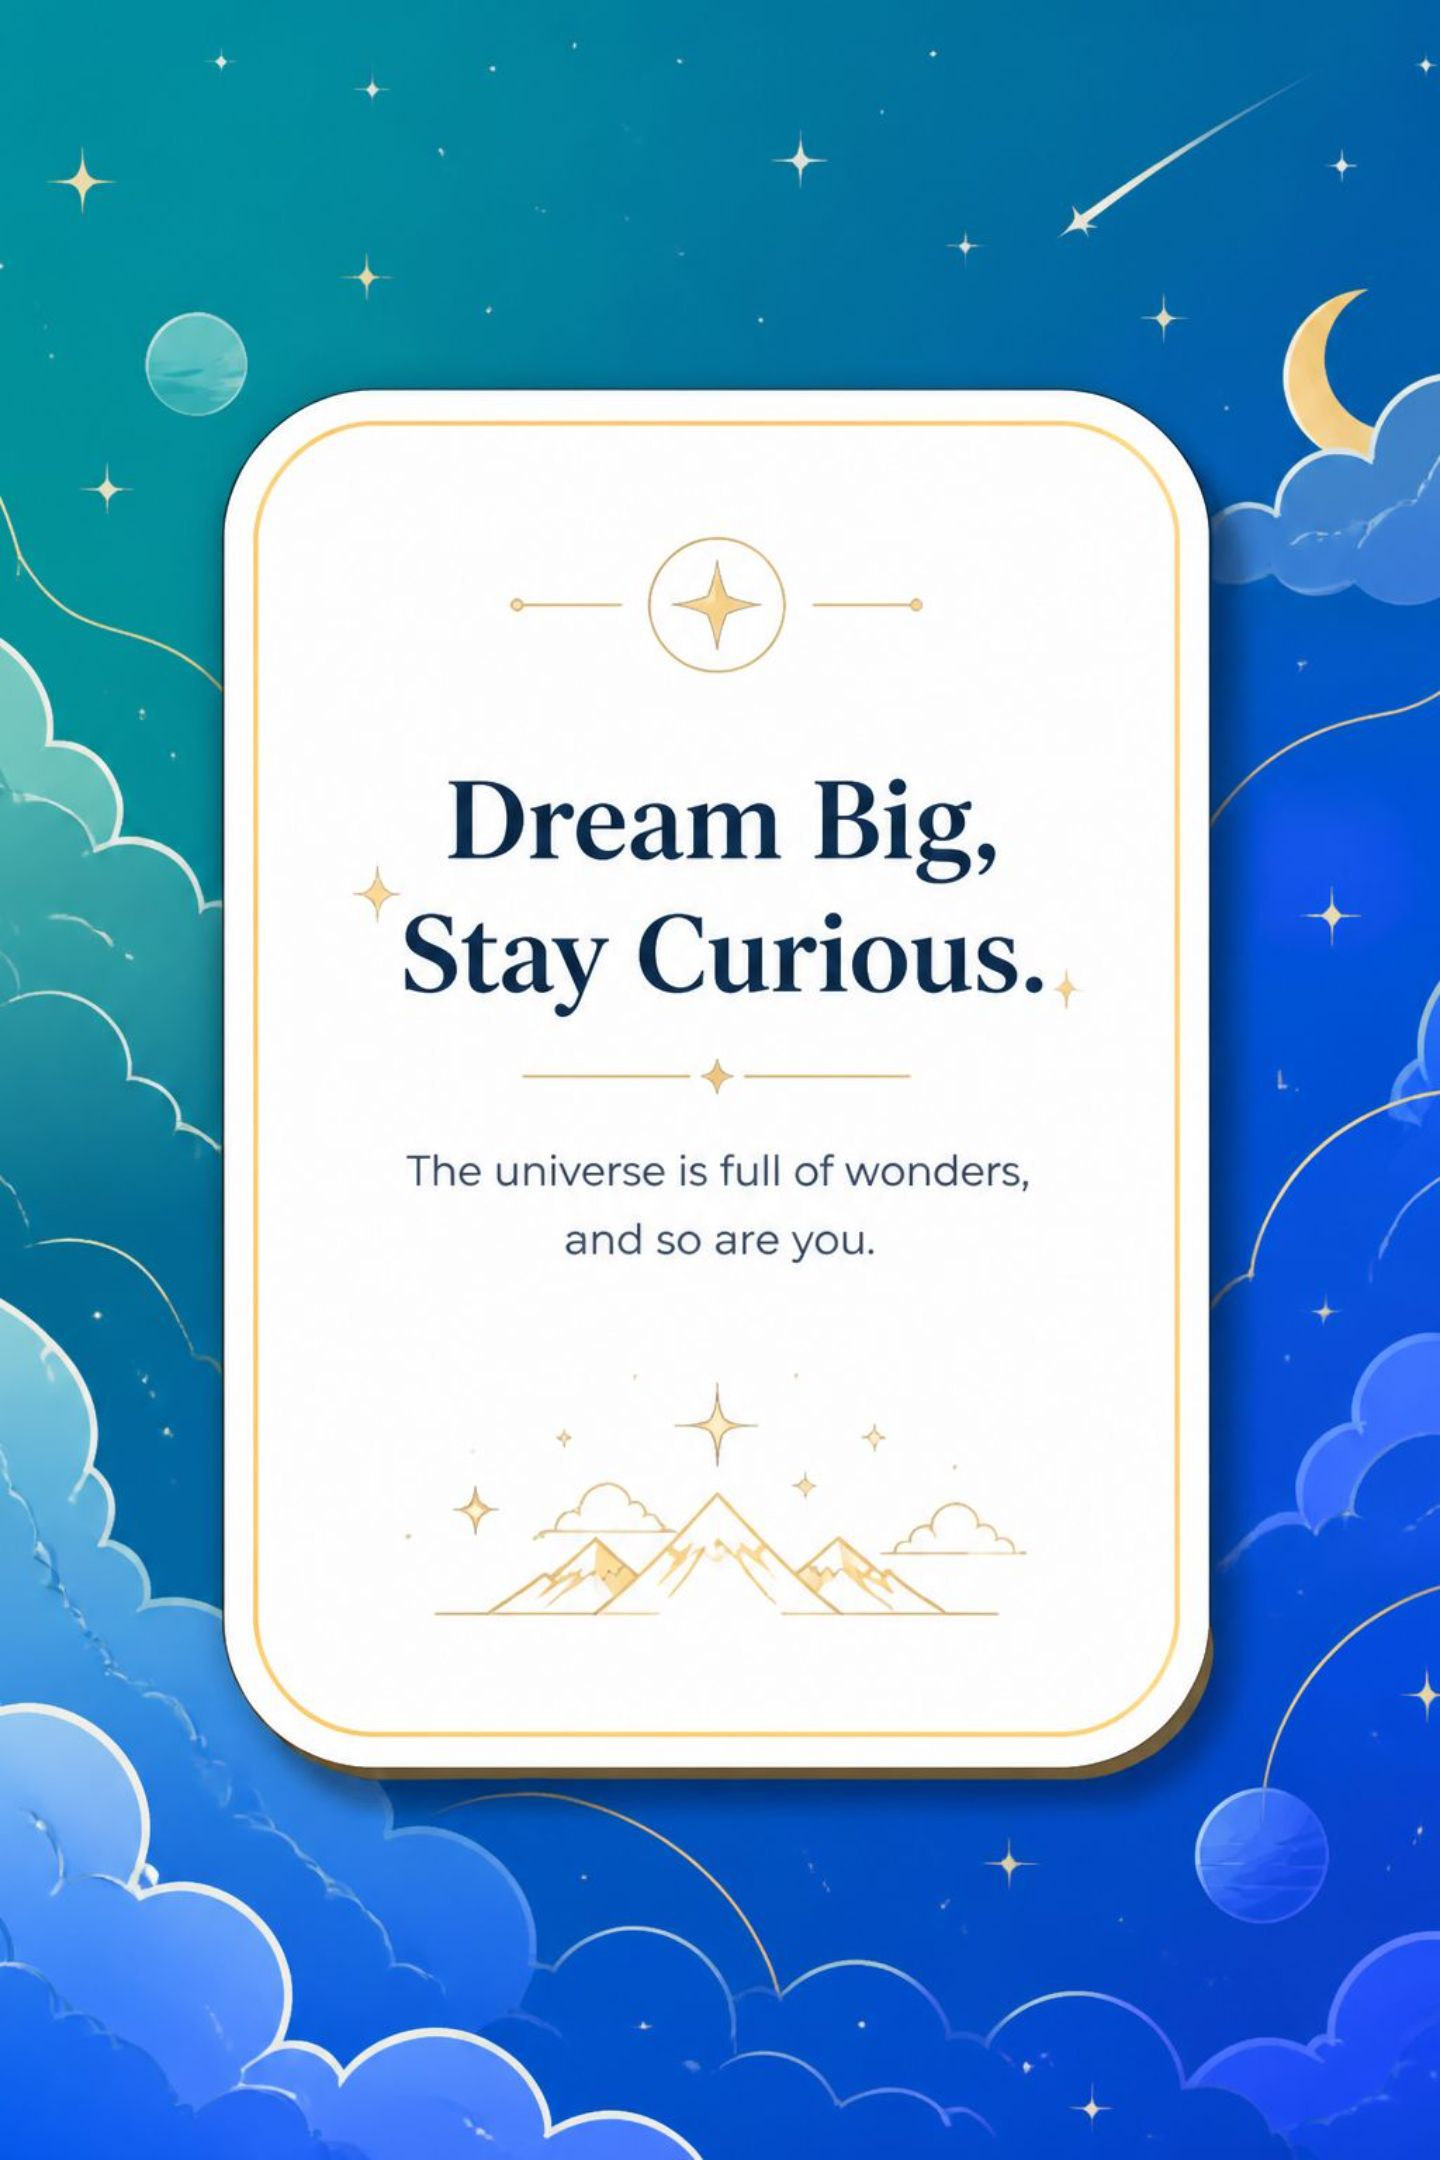 Dream Big,
Stay Curious.
The universe is full of wonders,
and so are you.